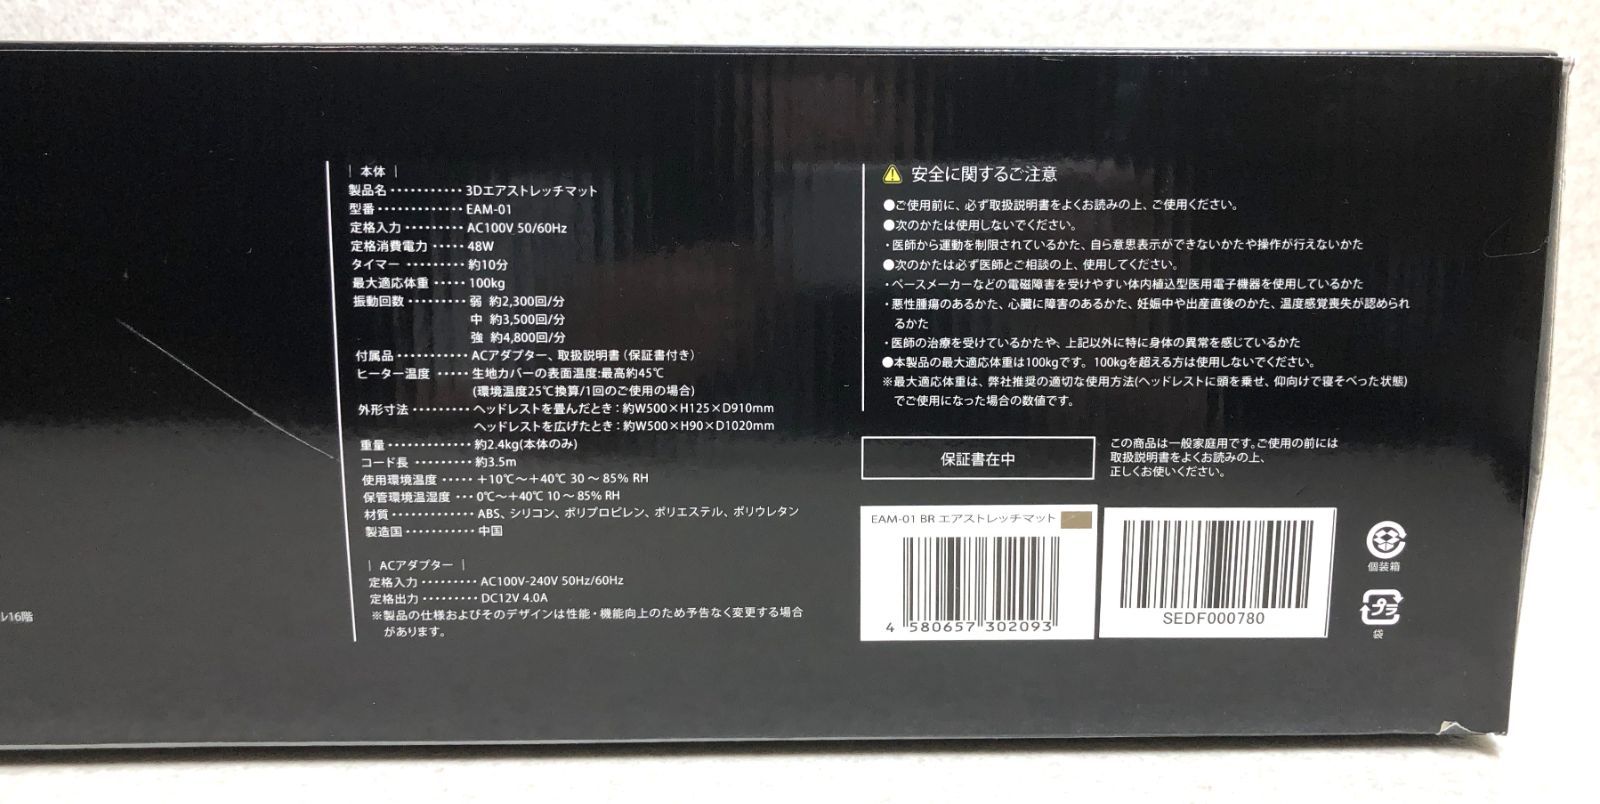 ル16階
| 本体 |
製品名・・・・・・・・・・・3Dエアストレッチマット
型番・・・・・・・・・・・・・EAM-01
定格入力・・・・・・・・・AC100V 50/60Hz
定格消費電力・・・・・48W
タイマー・・・・・・・・・約10分
最大適応体重・・・・・100kg
振動回数・・・・・・・・・弱 約2,300回/分
中 約3,500回/分
強 約4,800回/分
付属品・・・・・・・・・・・ACアダプター、取扱説明書(保証書付き)
ヒーター温度・・・・・生地カバーの表面温度:最高約45℃
(環境温度25℃換算/1回のご使用の場合)
外形寸法・・・・・・・・・ヘッドレストを畳んだとき：約W500×H125×D910mm
ヘッドレストを広げたとき：約W500×H90×D1020mm
重量・・・・・・・・・・・・・約2.4kg(本体のみ)
コード長・・・・・・・・・約3.5m
使用環境温度・・・・・+10℃～+40℃ 30～85% RH
保管環境温湿度・・・0℃～+40℃ 10～85% RH
材質・・・・・・・・・・・・・ABS、シリコン、ポリプロピレン、ポリエステル、ポリウレタン
製造国・・・・・・・・・・・中国
| ACアダプター |
定格入力・・・・・・・・・AC100V-240V 50Hz/60Hz
定格出力・・・・・・・・・DC12V 4.0A
※製品の仕様およびそのデザインは性能・機能向上のため予告なく変更する場合
があります。
安全に関するご注意
●ご使用前に、必ず取扱説明書をよくお読みの上、ご使用ください。
●次のかたは使用しないでください。
・医師から運動を制限されているかた、自ら意思表示ができないかたや操作が行えないかた
●次のかたは必ず医師とご相談の上、使用してください。
・ペースメーカーなどの電磁障害を受けやすい体内植込型医用電子機器を使用しているかた
・悪性腫瘍のあるかた、心臓に障害のあるかた、妊娠中や出産直後のかた、温度感覚喪失が認められ
るかた
・医師の治療を受けているかたや、上記以外に特に身体の異常を感じているかた
●本製品の最大適応体重は100kgです。100kgを超える方は使用しないでください。
※最大適応体重は、弊社推奨の適切な使用方法(ヘッドレストに頭を乗せ、仰向けで寝そべった状態)
でご使用になった場合の数値です。
保証書在中
この商品は一般家庭用です。ご使用の前には
取扱説明書をよくお読みの上、
正しくお使いください。
EAM-01 BR エアストレッチマット
4 580657 302093
SEDF000780
個装箱
プラ
袋